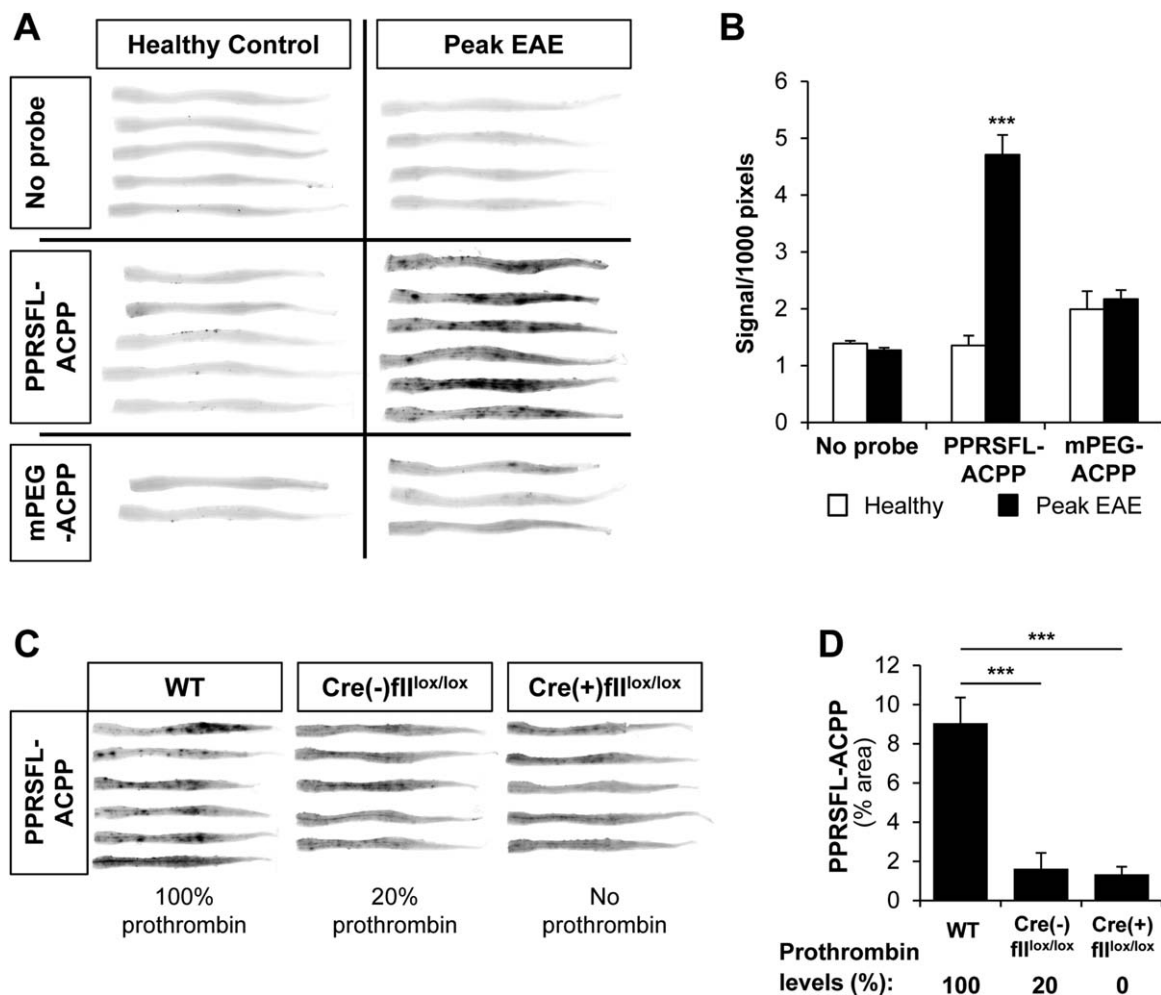 A
Healthy Control
Peak EAE
No probe
PPRSFL-
ACPP
mPEG
-ACPP
B
Signal/1000 pixels
6
5
4
3
2
1
0
***
No probe
PPRSFL-
ACPP
mPEG-
ACPP
Healthy
Peak EAE
C
WT
Cre(-)fII^lox/lox
Cre(+)fII^lox/lox
PPRSFL-
ACPP
100%
prothrombin
20%
prothrombin
No
prothrombin
D
***
***
PPRSFL-ACPP
(% area)
12
10
8
6
4
2
0
WT
Cre(-)
fII^lox/lox
Cre(+)
fII^lox/lox
Prothrombin
levels (%): 100 20 0